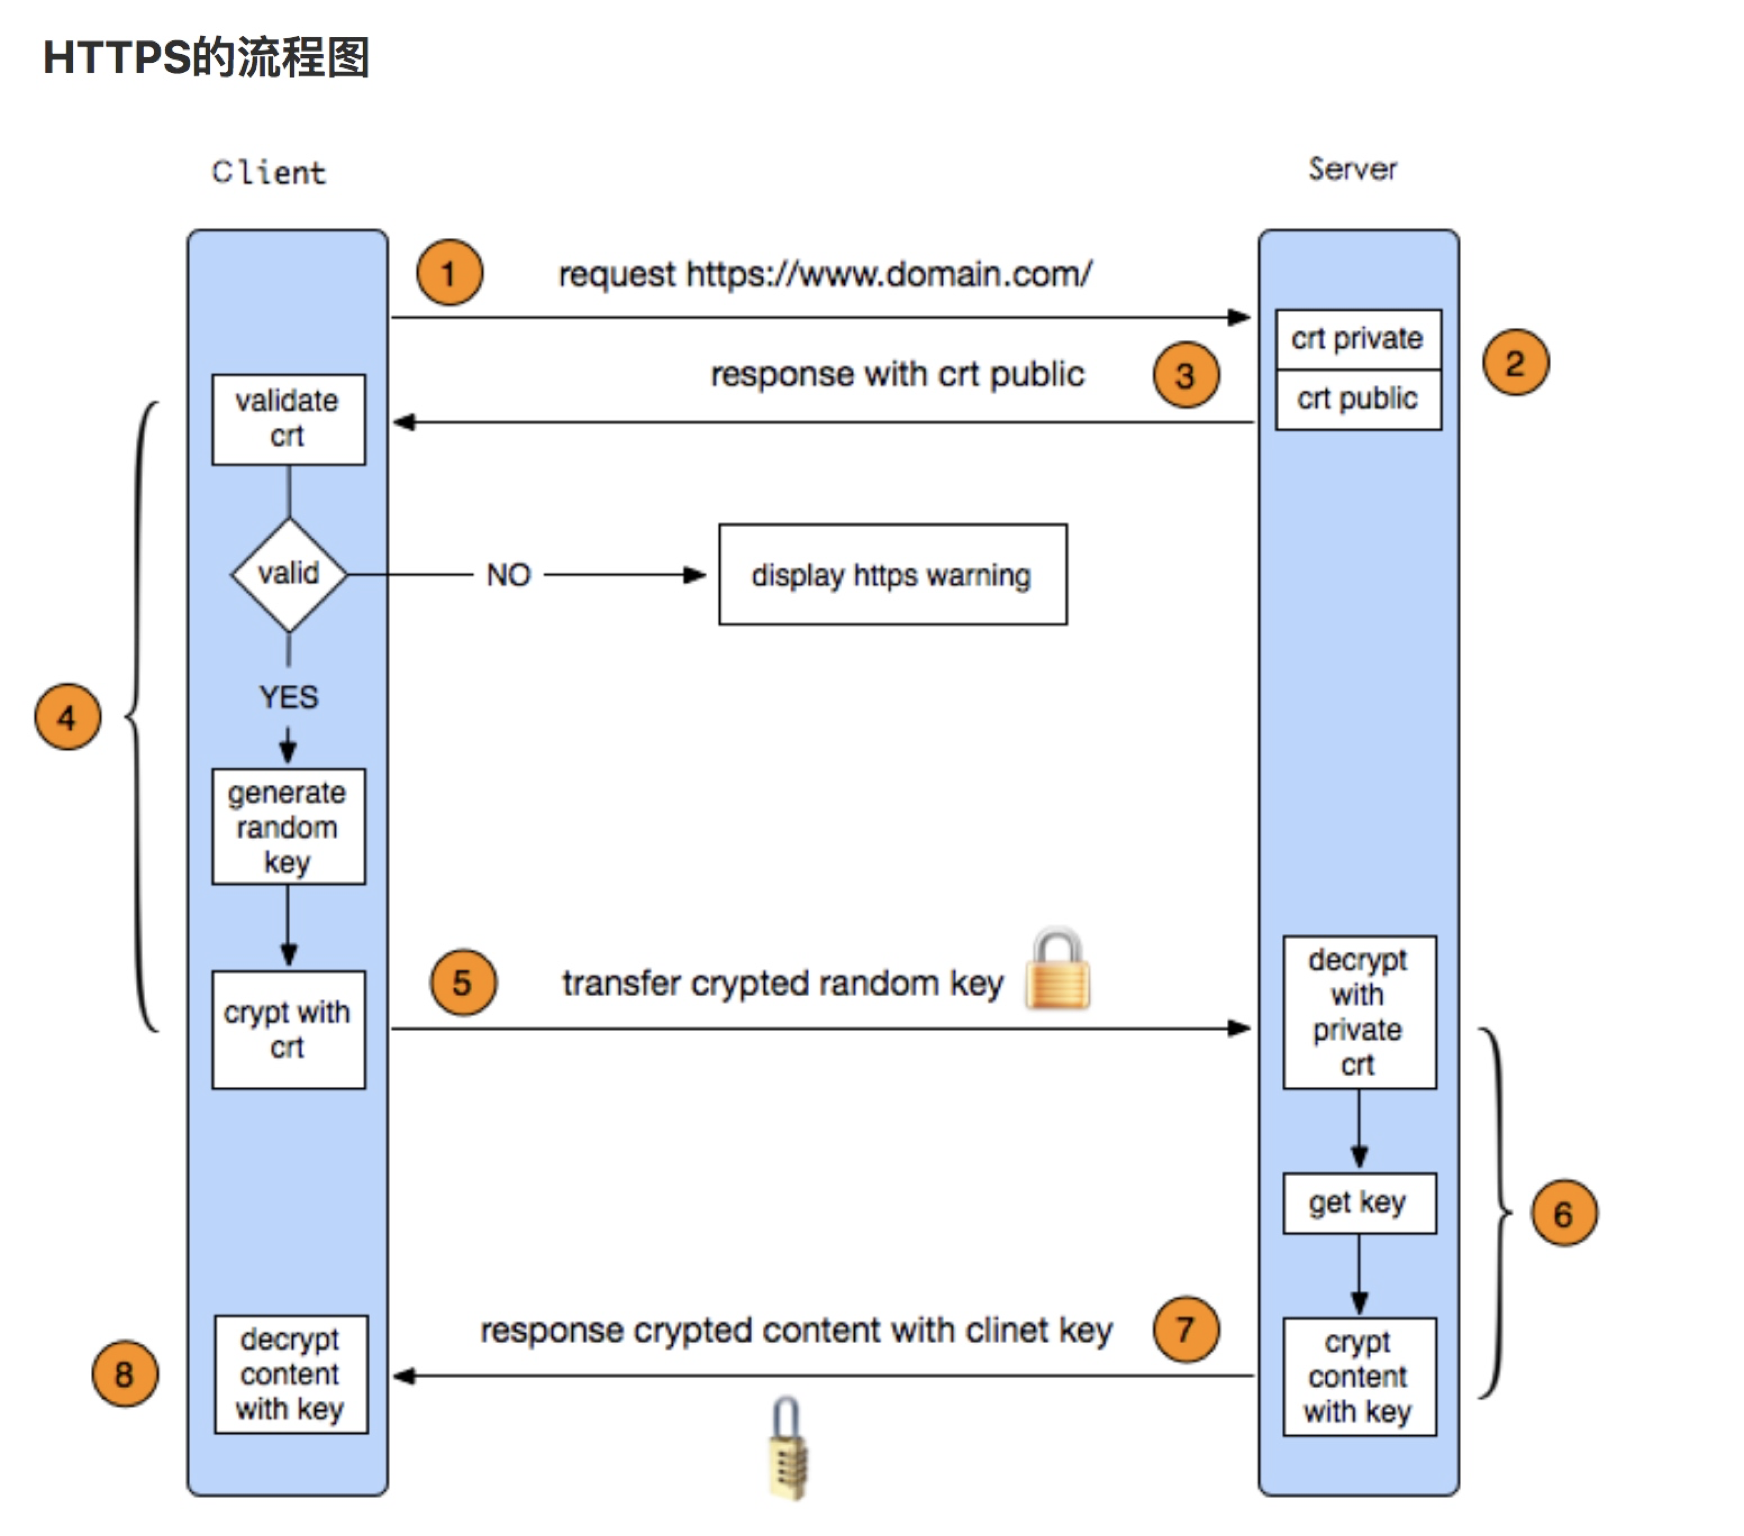 HTTPS的流程图
Client
Server
1
request https://www.domain.com/
crt private
2
response with crt public
3
crt public
validate
crt
valid
NO
display https warning
YES
4
generate
random
key
5
transfer crypted random key
crypt with
crt
decrypt
with
private
crt
get key
6
response crypted content with clinet key
7
crypt
content
with key
8
decrypt
content
with key